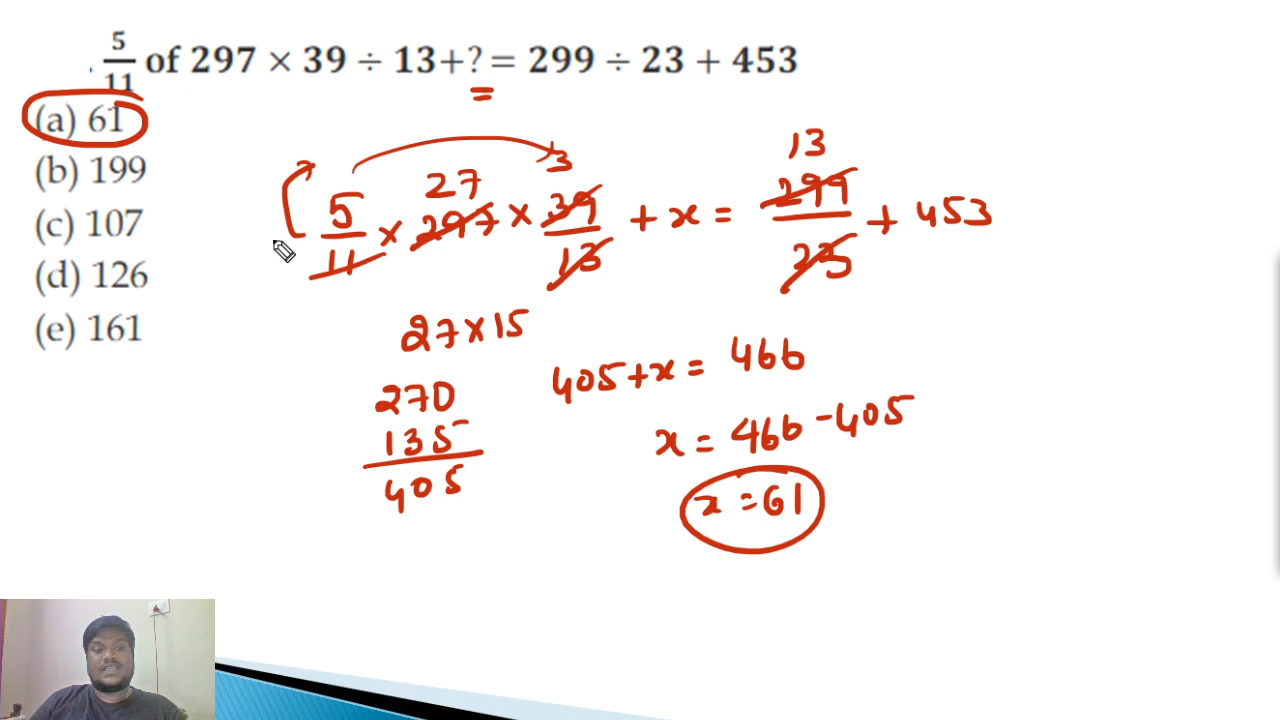 . 5/11 of 297 × 39 ÷ 13+? = 299 ÷ 23 + 453
(a) 61
(b) 199
(c) 107
(d) 126
(e) 161
5/11 × 297 × 39/13 + x = 299/23 + 453
27 3 13
27×15
270
135-
405
405+x = 466
x = 466 - 405
x = 61